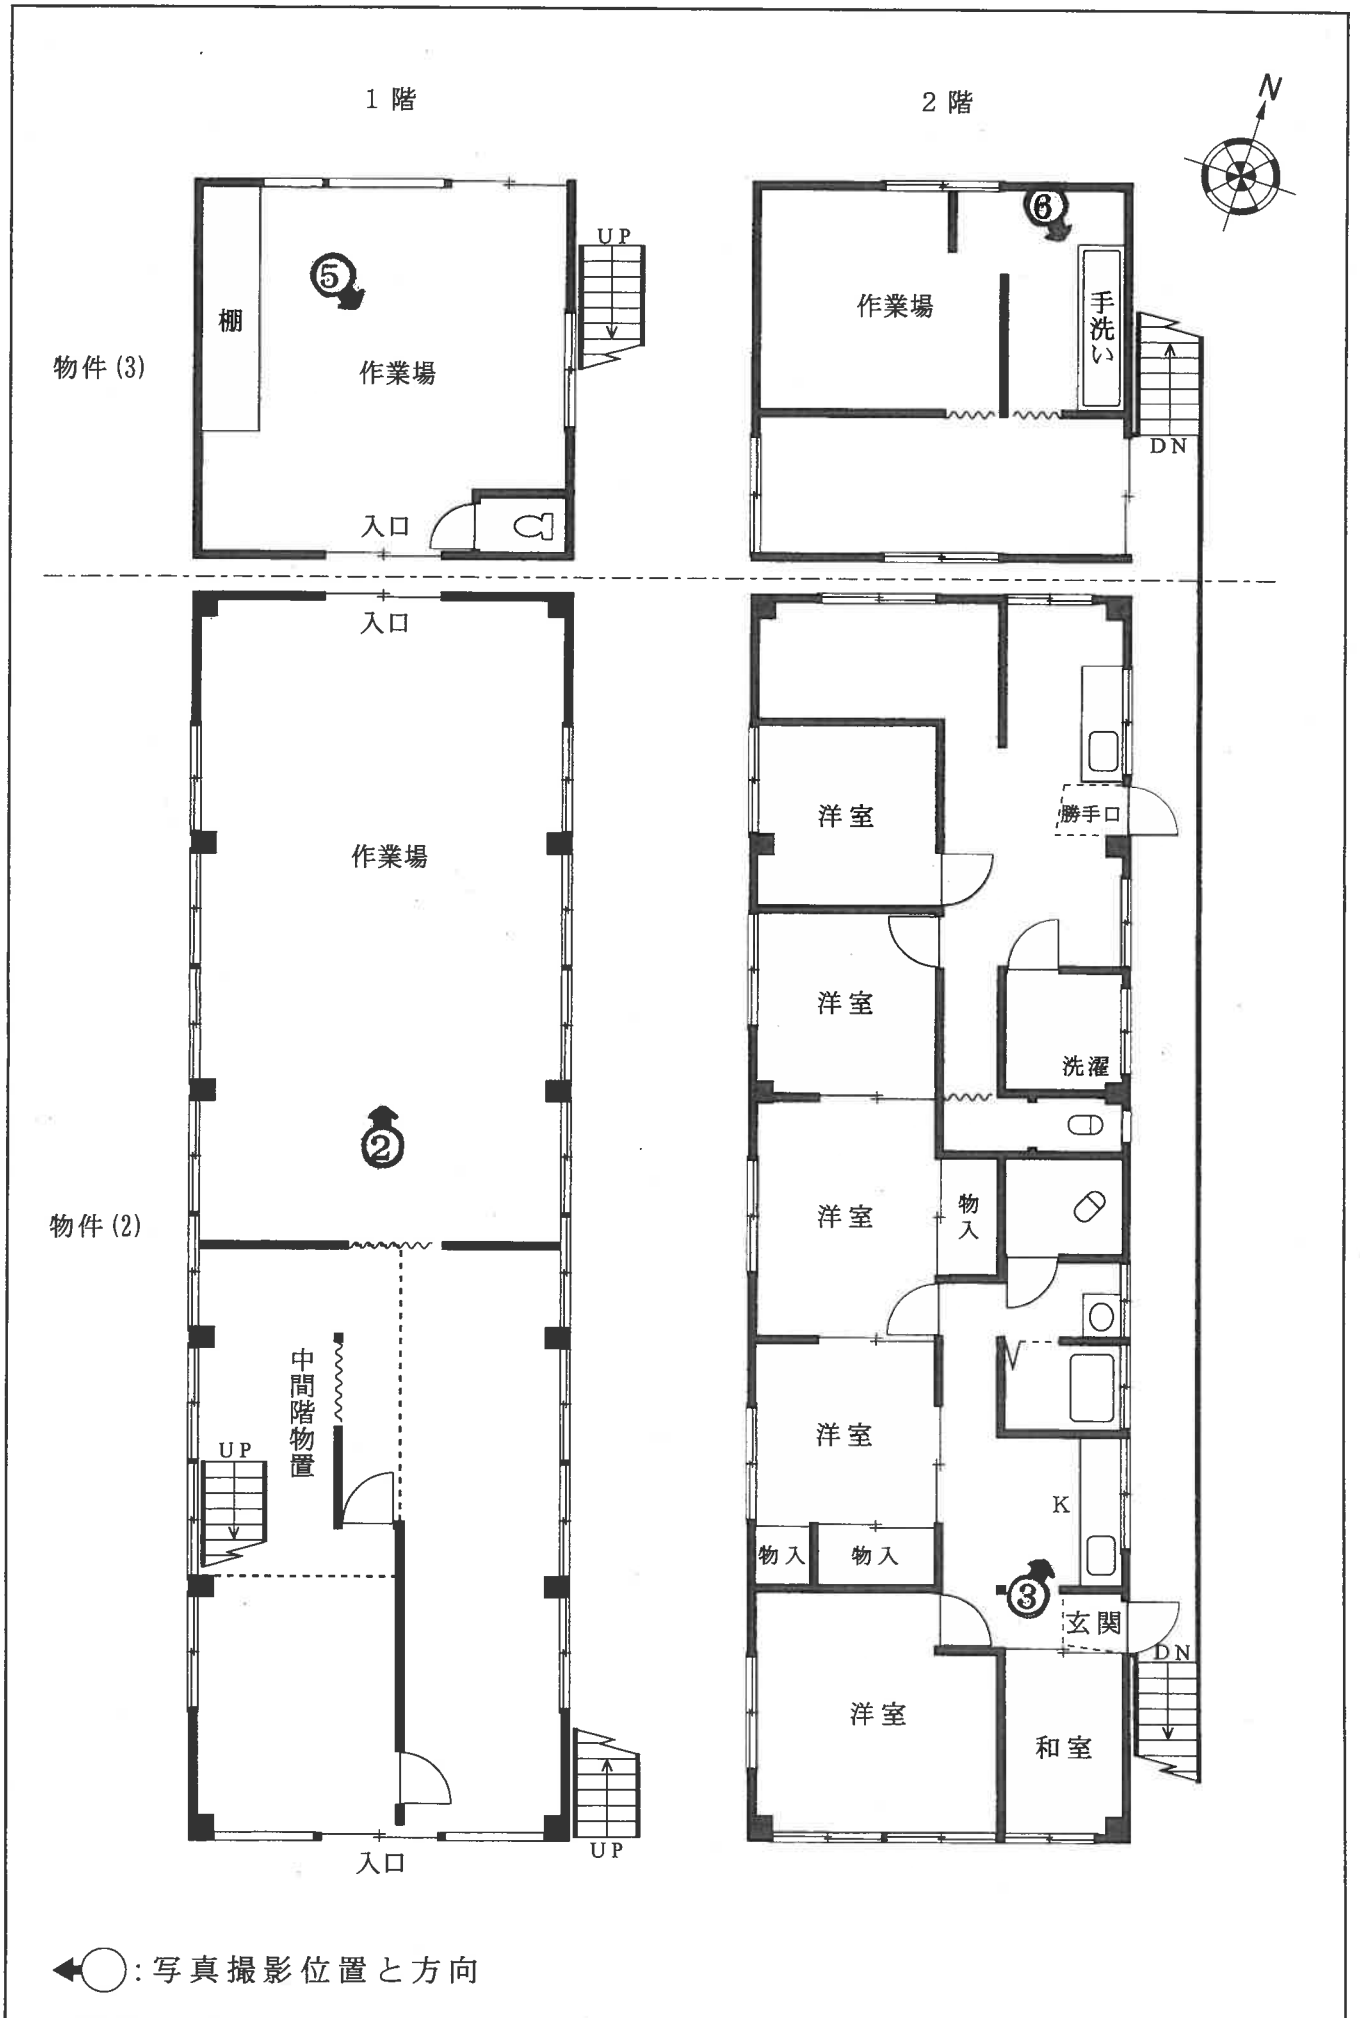 1 階
2 階
N
UP
⑤
棚
物件(3)
作業場
入口
⑥
作業場
手洗い
DN
入口
作業場
②
物件(2)
中間階物置
UP
入口
UP
洋室
勝手口
洋室
洗濯
洋室
物入
洋室
K
物入
物入
③
玄関
DN
洋室
和室
:写真撮影位置と方向